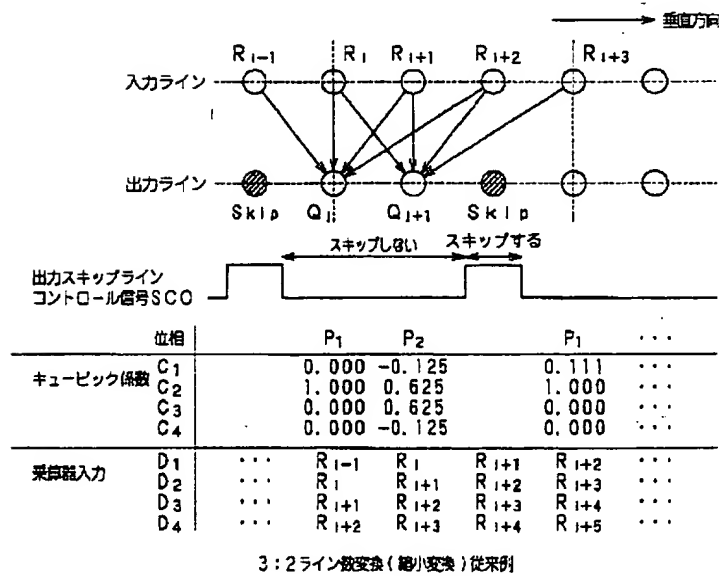 垂直方向
R i-1 R i R i+1 R i+2 R i+3
入力ライン
出力ライン
Skip Q i Q i+1 Skip
スキップしない スキップする
出力スキップライン
コントロール信号SCO
位相 P1 P2 P1 ・・・
キュービック係数 C1 0.000 -0.125 0.111 ・・・
C2 1.000 0.625 1.000 ・・・
C3 0.000 0.625 0.000 ・・・
C4 0.000 -0.125 0.000 ・・・
乗算器入力 D1 ・・・ R i-1 R i R i+1 R i+2 ・・・
D2 ・・・ R i R i+1 R i+2 R i+3 ・・・
D3 ・・・ R i+1 R i+2 R i+3 R i+4 ・・・
D4 ・・・ R i+2 R i+3 R i+4 R i+5 ・・・
3:2ライン数変換(縮小変換)従来例